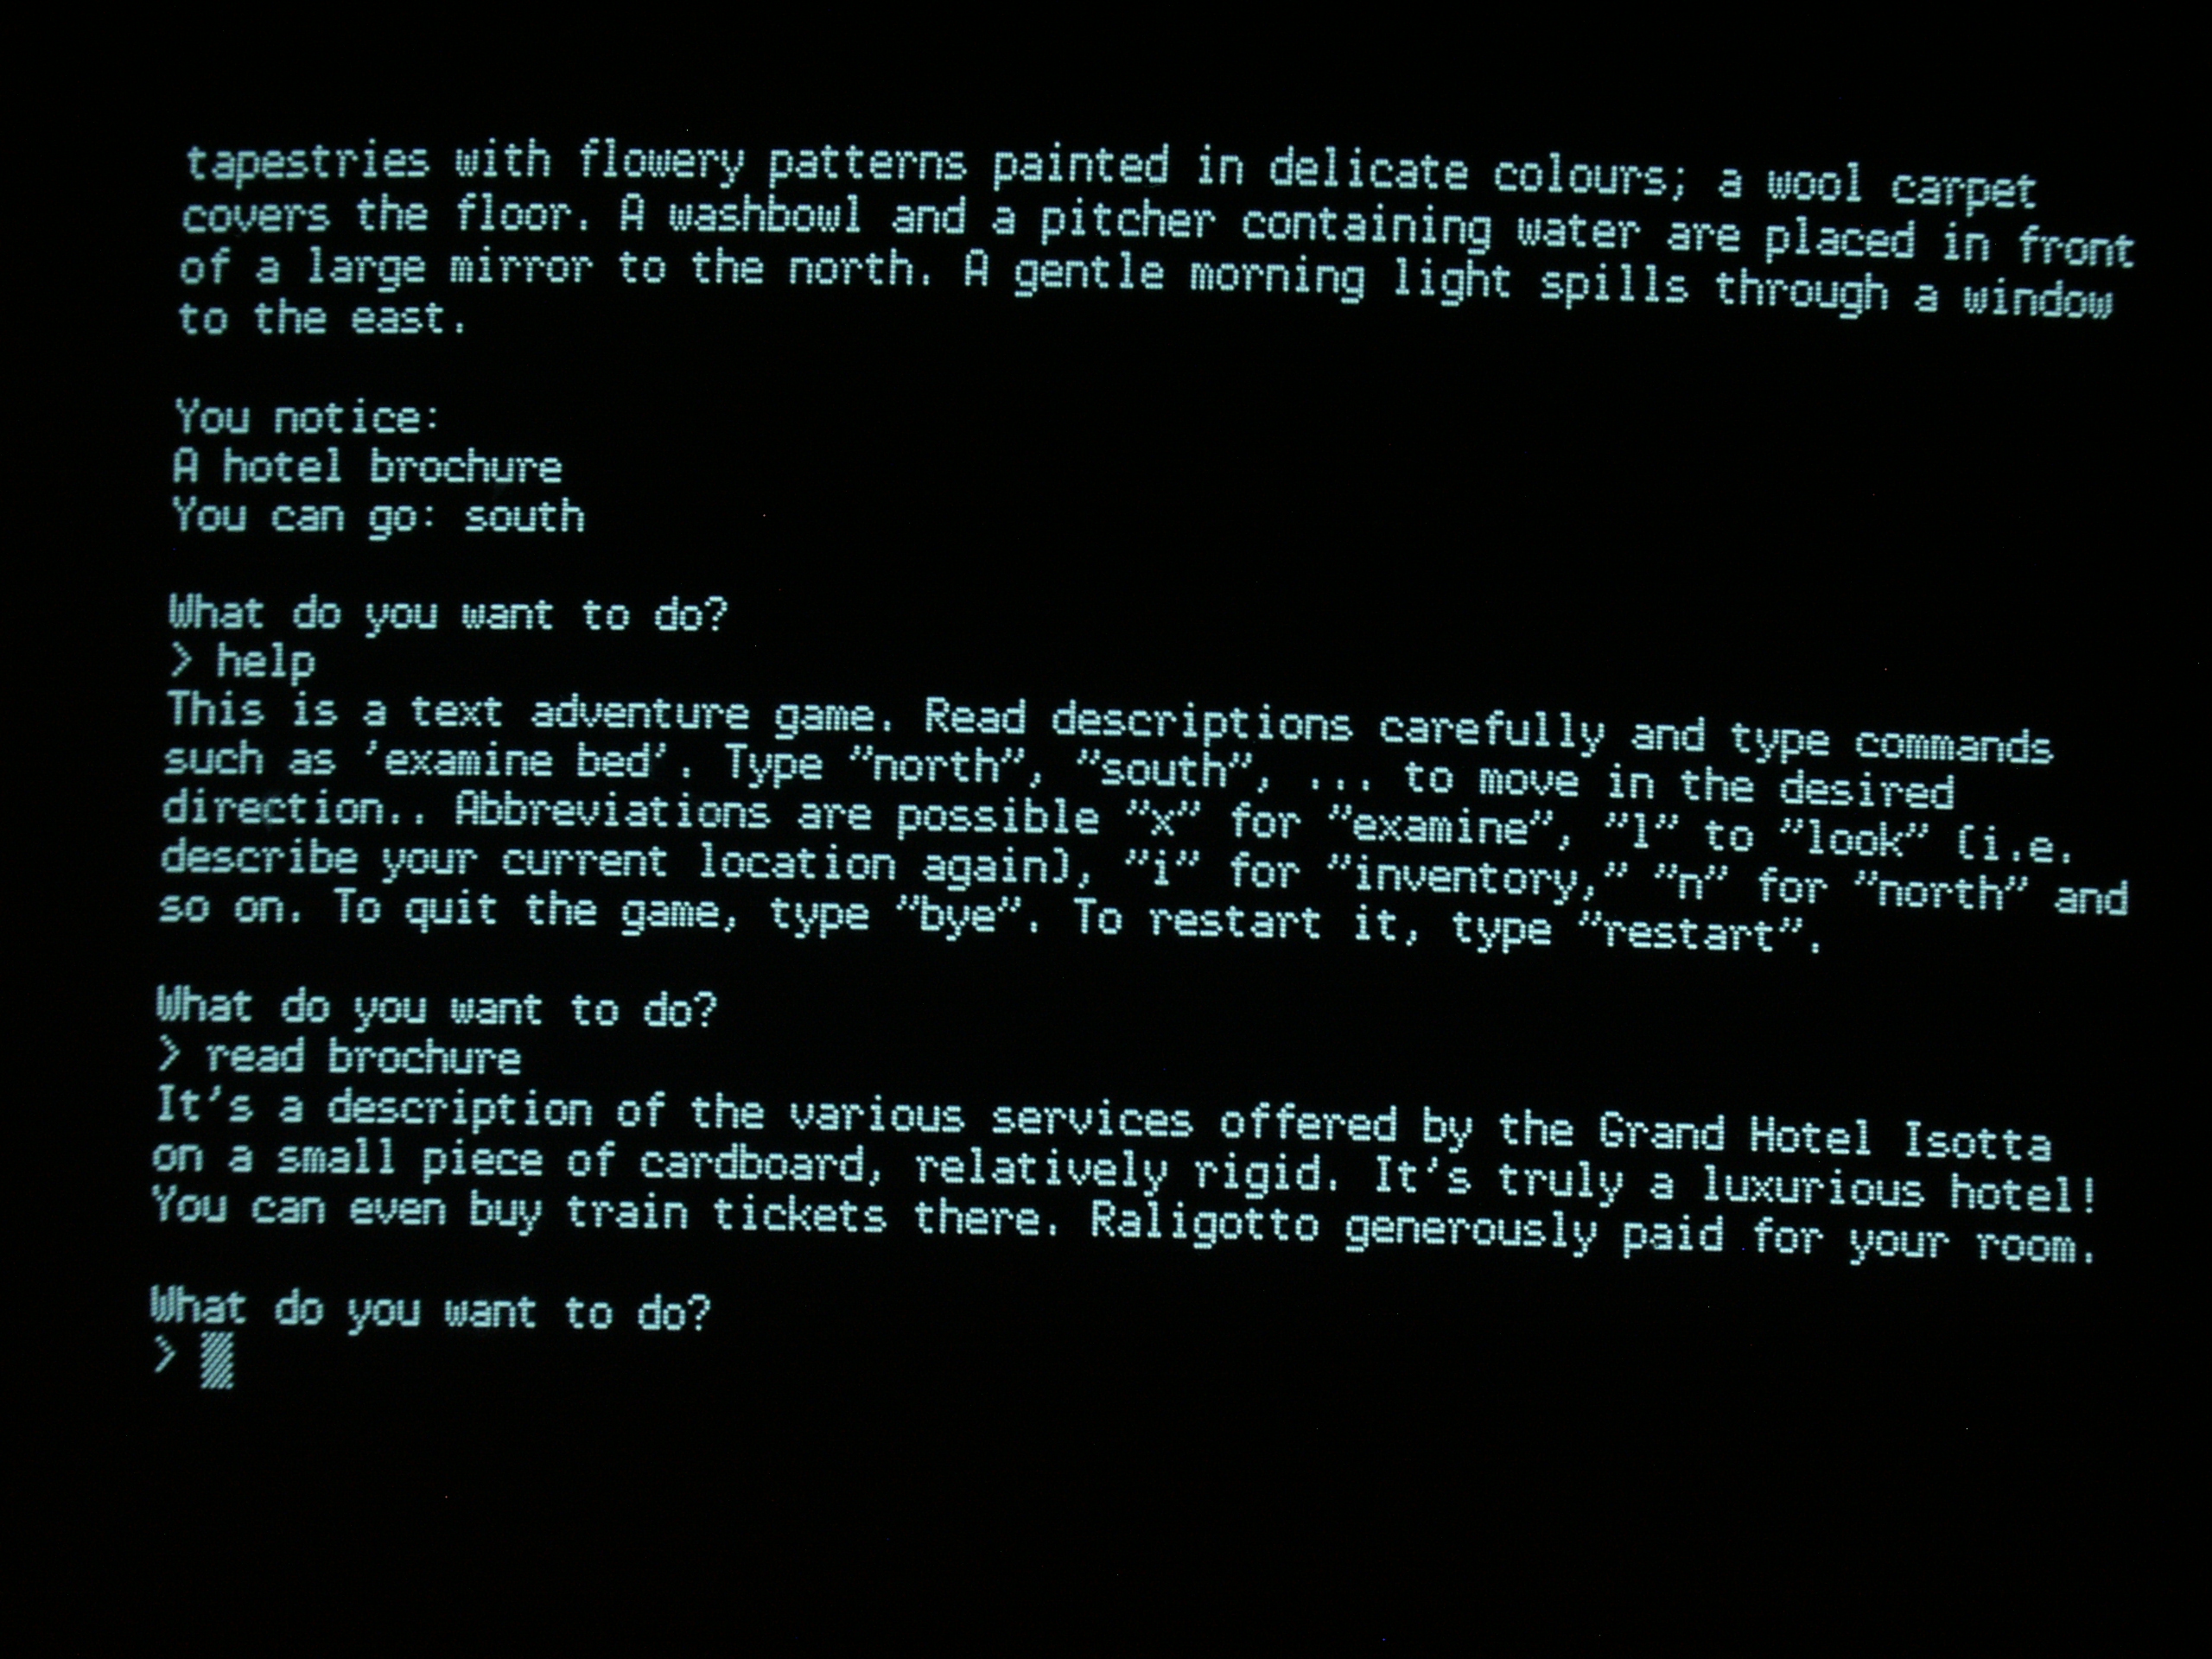 tapestries with flowery patterns painted in delicate colours; a wool carpet
covers the floor. A washbowl and a pitcher containing water are placed in front
of a large mirror to the north. A gentle morning light spills through a window
to the east.
You notice:
A hotel brochure
You can go: south
What do you want to do?
> help
This is a text adventure game. Read descriptions carefully and type commands
such as 'examine bed'. Type "north", "south", ... to move in the desired
direction.. Abbreviations are possible "x" for "examine", "l" to "look" (i.e.
describe your current location again), "i" for "inventory," "n" for "north" and
so on. To quit the game, type "bye". To restart it, type "restart".
What do you want to do?
> read brochure
It's a description of the various services offered by the Grand Hotel Isotta
on a small piece of cardboard, relatively rigid. It's truly a luxurious hotel!
You can even buy train tickets there. Raligotto generously paid for your room.
What do you want to do?
>